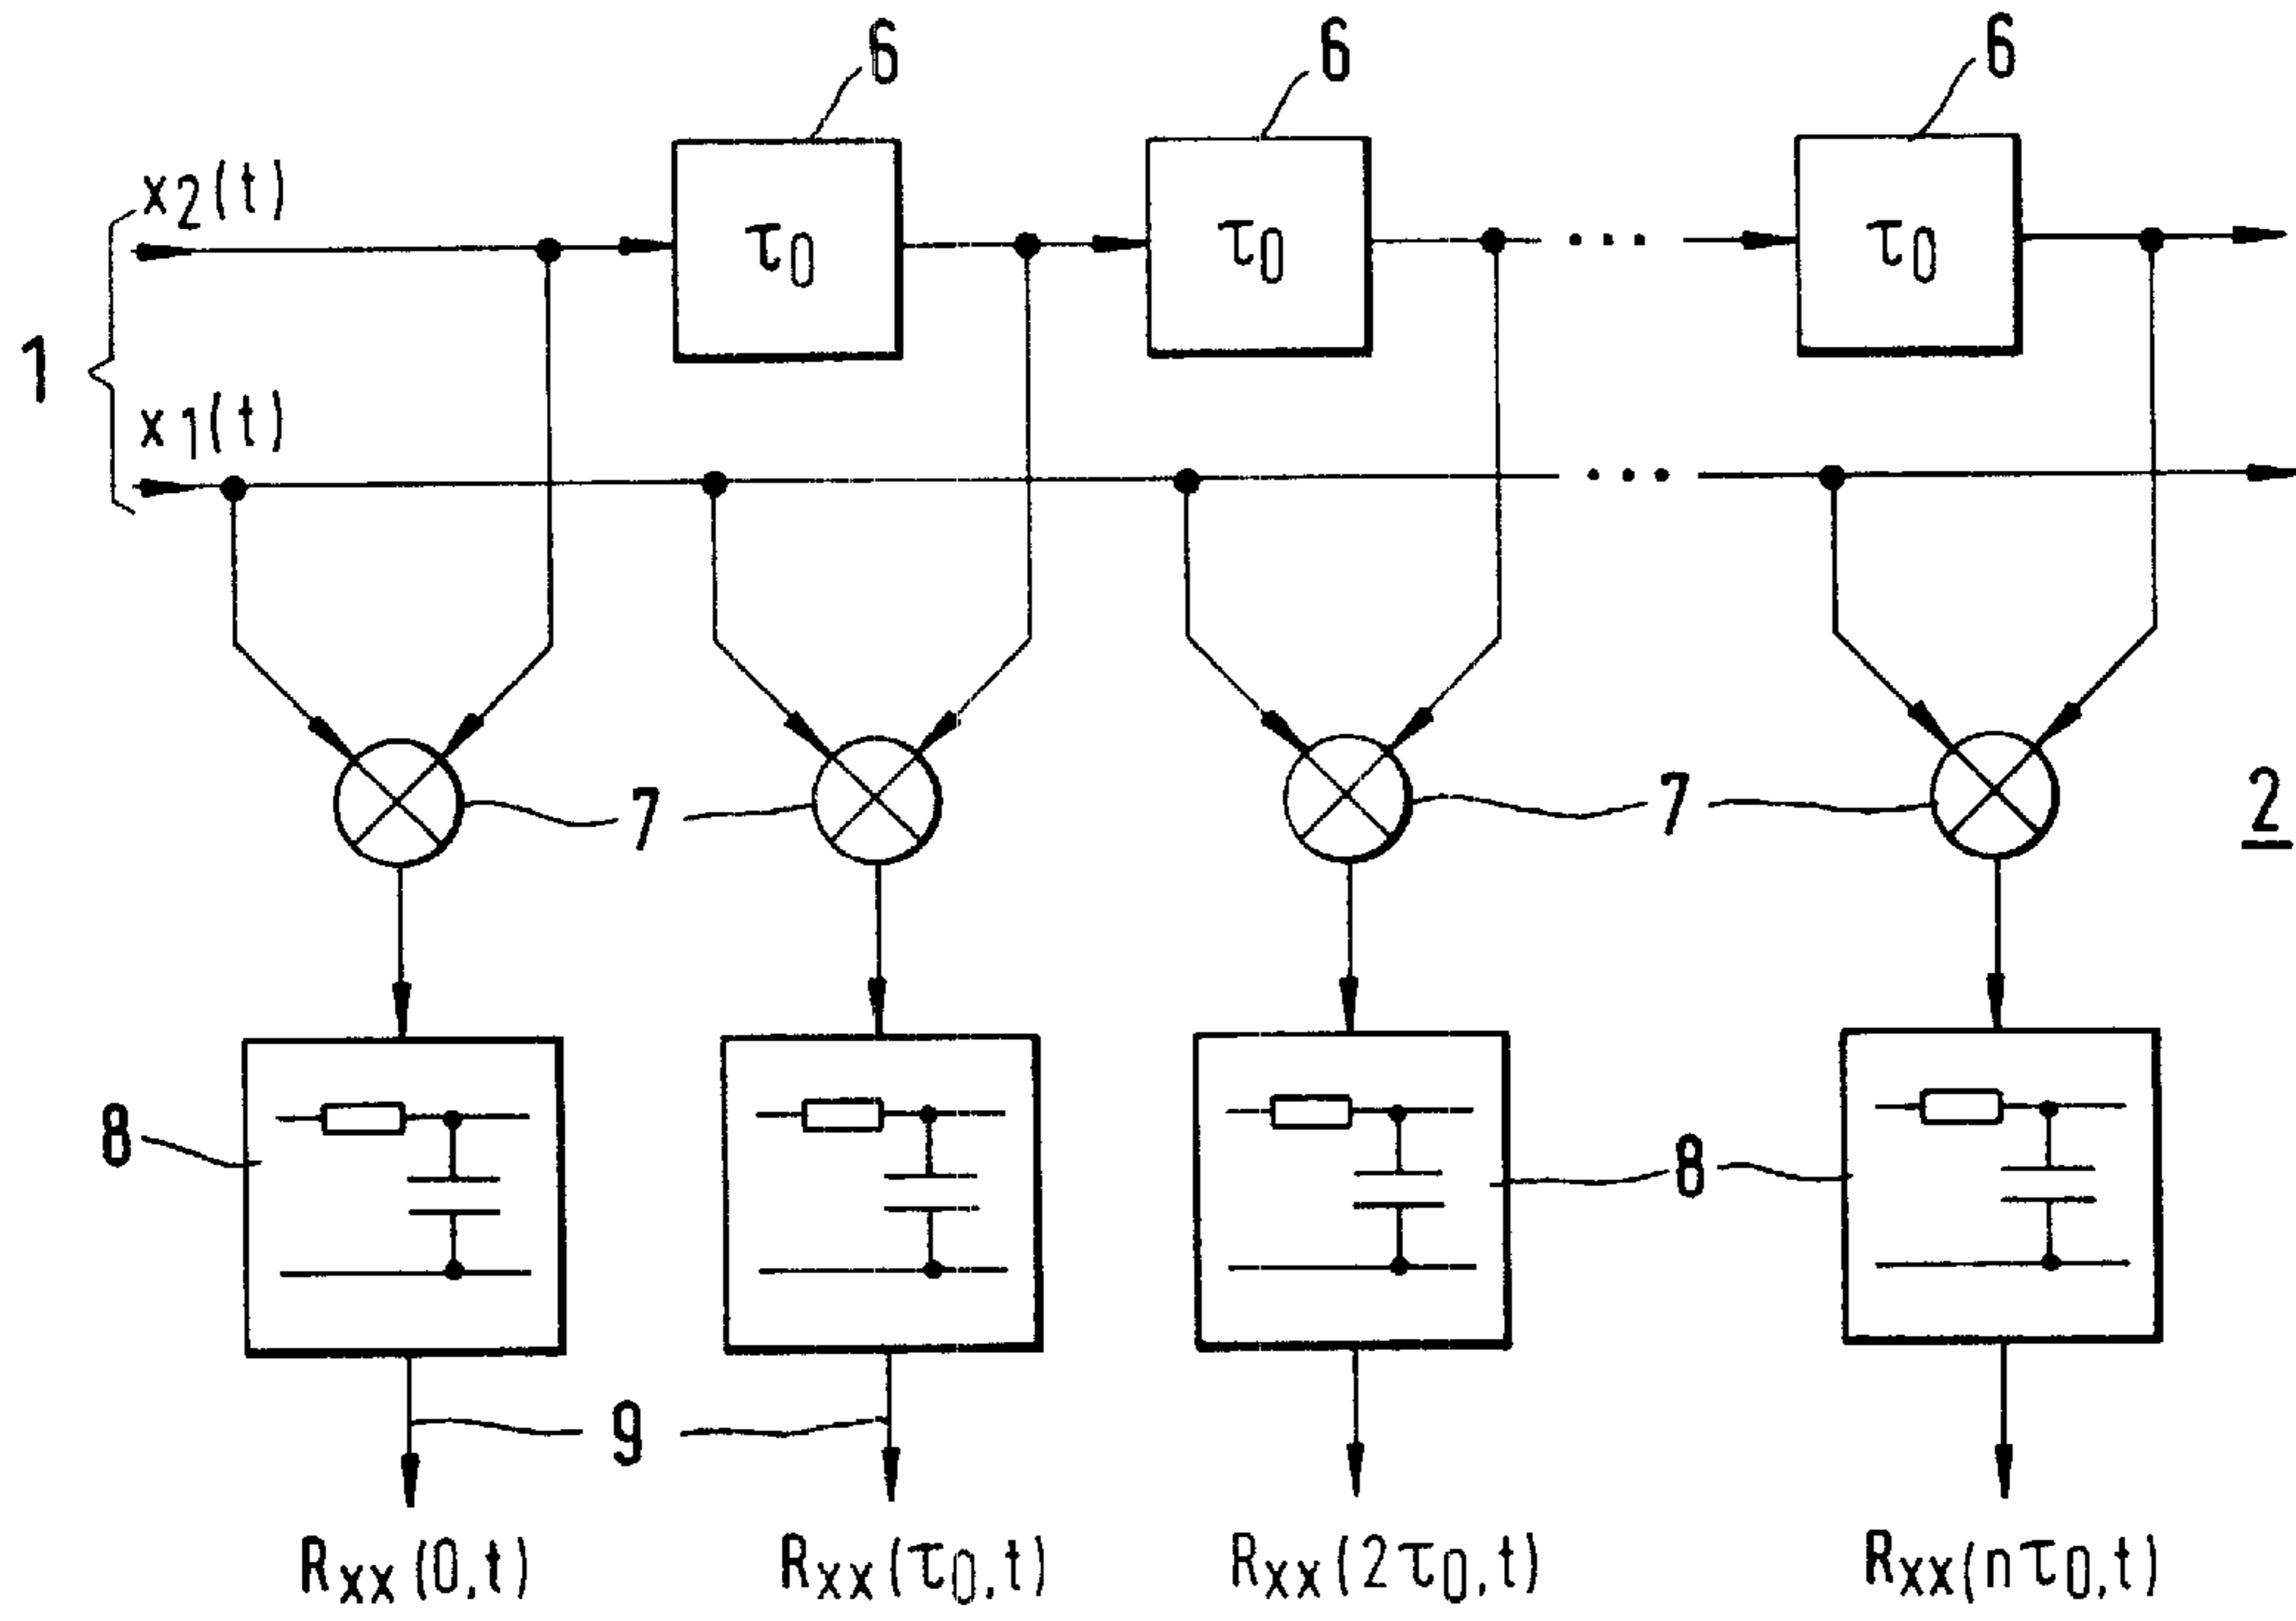 6 6 6
x2(t)
τ0 τ0 ... τ0
1
x1(t)
...
7 7 2
8 8
9
Rxx(0,t) Rxx(τ0,t) Rxx(2τ0,t) Rxx(nτ0,t)